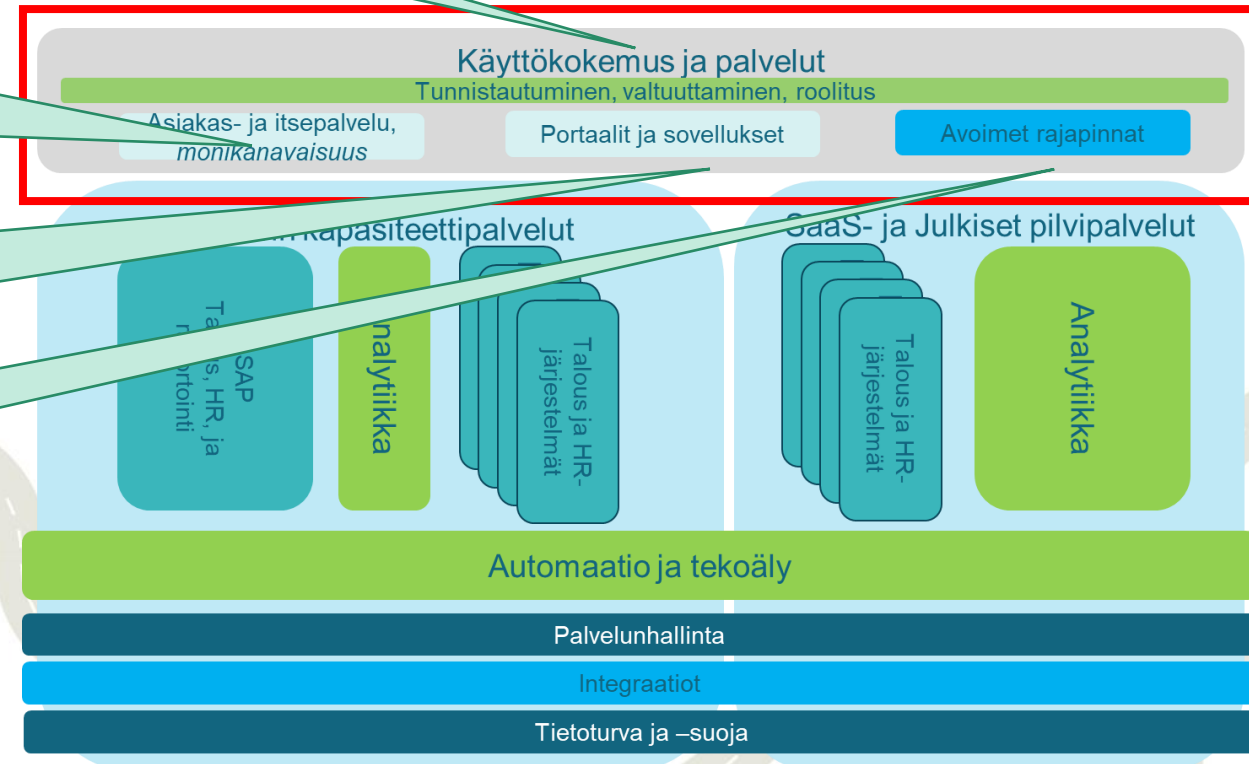 Käyttökokemus ja palvelut
Tunnistautuminen, valtuuttaminen, roolitus
Asiakas- ja itsepalvelu,
monikanavaisuus
Portaalit ja sovellukset
Avoimet rajapinnat
kapasiteettipalvelut
SaaS- ja Julkiset pilvipalvelut
SAP
HR, ja
Talous ja HR-
järjestelmät
Talous ja HR-
järjestelmät
Analytiikka
Automaatio ja tekoäly
Palvelunhallinta
Integraatiot
Tietoturva ja –suoja